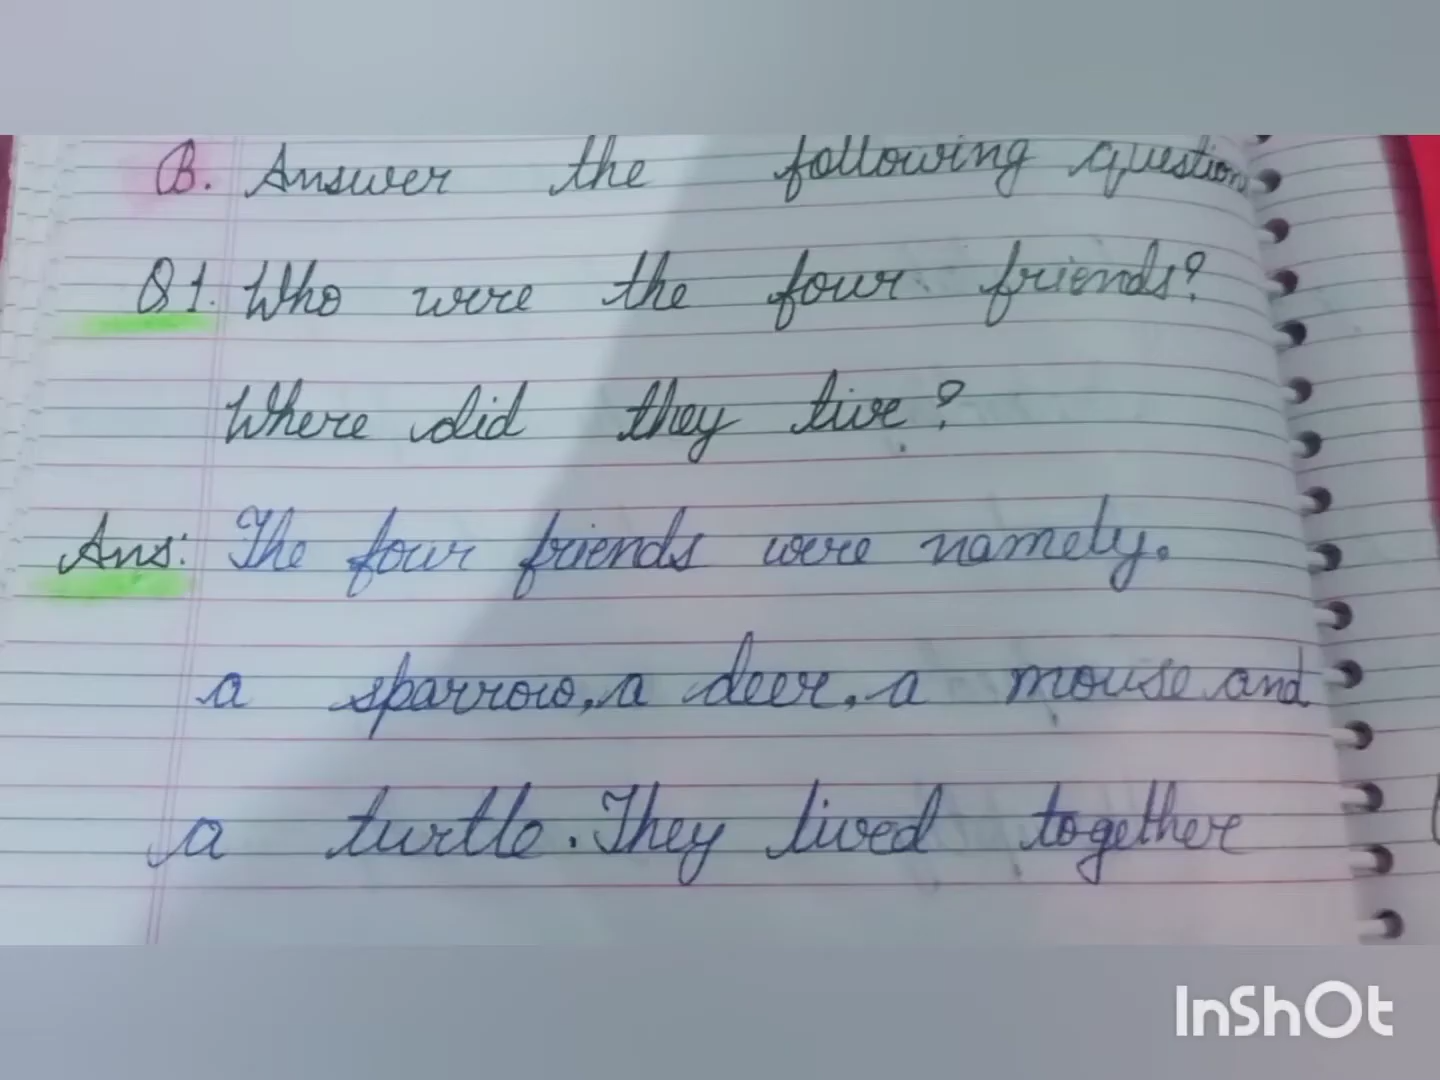 B. Answer the following question
Q1. Who were the four friends?
Where did they live?
Ans: The four friends were namely.
a sparrow, a deer, a mouse and
a turtle. They lived together
InShOt